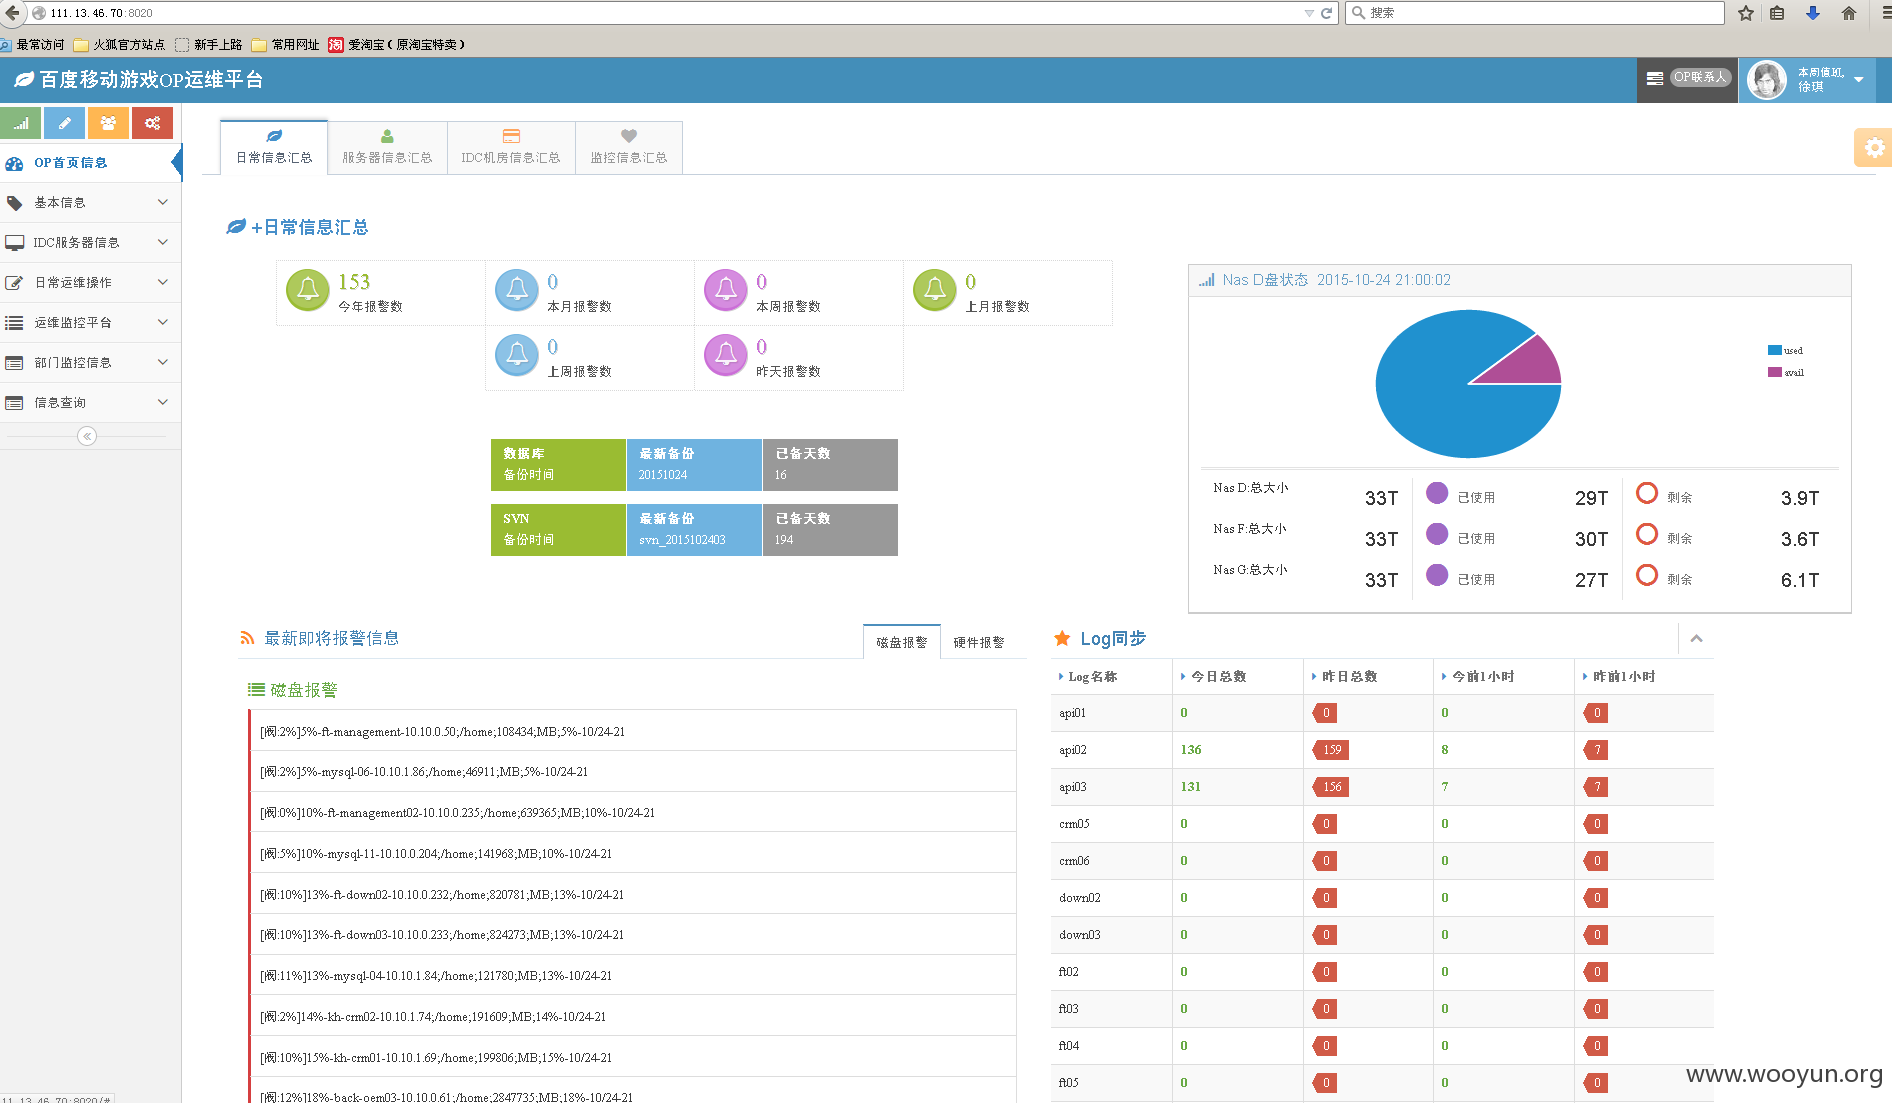 111.13.46.70:8020
搜索
最常访问 火狐官方站点 新手上路 常用网址 淘 爱淘宝（原淘宝特卖）
百度移动游戏OP运维平台
OP联系人
本周值班,
徐琪
OP首页信息
基本信息
IDC服务器信息
日常运维操作
运维监控平台
部门监控信息
信息查询
日常信息汇总 服务器信息汇总 IDC机房信息汇总 监控信息汇总
+日常信息汇总
153 今年报警数
0 本月报警数
0 本周报警数
0 上月报警数
0 上周报警数
0 昨天报警数
数据库 最新备份 已备天数
备份时间 20151024 16
SVN 最新备份 已备天数
备份时间 svn_2015102403 194
Nas D盘状态 2015-10-24 21:00:02
used
avail
Nas D:总大小 33T 已使用 29T 剩余 3.9T
Nas F:总大小 33T 已使用 30T 剩余 3.6T
Nas G:总大小 33T 已使用 27T 剩余 6.1T
最新即将报警信息 磁盘报警 硬件报警
磁盘报警
[阀:2%]5%-ft-management-10.10.0.50;/home;108434;MB;5%-10/24-21
[阀:2%]5%-mysql-06-10.10.1.86;/home;46911;MB;5%-10/24-21
[阀:0%]10%-ft-management02-10.10.0.235;/home;639365;MB;10%-10/24-21
[阀:5%]10%-mysql-11-10.10.0.204;/home;141968;MB;10%-10/24-21
[阀:10%]13%-ft-down02-10.10.0.232;/home;820781;MB;13%-10/24-21
[阀:10%]13%-ft-down03-10.10.0.233;/home;824273;MB;13%-10/24-21
[阀:11%]13%-mysql-04-10.10.1.84;/home;121780;MB;13%-10/24-21
[阀:2%]14%-kh-crm02-10.10.1.74;/home;191609;MB;14%-10/24-21
[阀:10%]15%-kh-crm01-10.10.1.69;/home;199806;MB;15%-10/24-21
[阀:12%]18%-back-oem03-10.10.0.61;/home;2847735;MB;18%-10/24-21
Log同步
Log名称 今日总数 昨日总数 今前1小时 昨前1小时
api01 0 0 0 0
api02 136 159 8 7
api03 131 156 7 7
crm05 0 0 0 0
crm06 0 0 0 0
down02 0 0 0 0
down03 0 0 0 0
ft02 0 0 0 0
ft03 0 0 0 0
ft04 0 0 0 0
ft05 0 0 0 0
www.wooyun.org